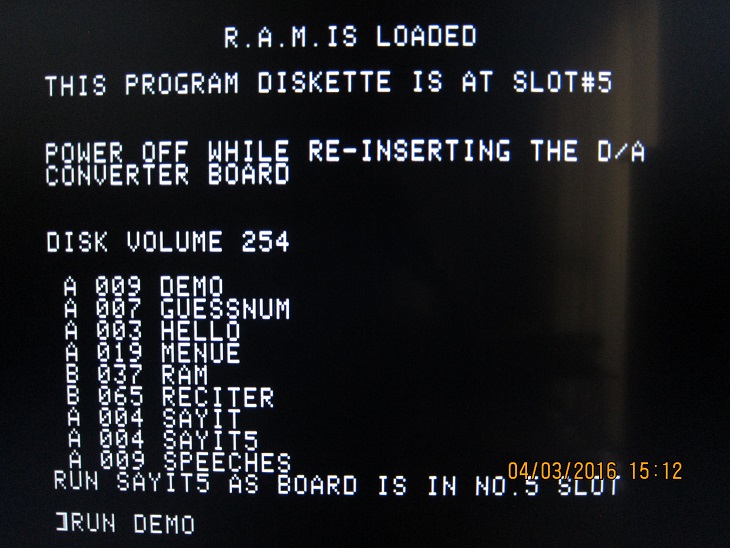 R.A.M.IS LOADED
THIS PROGRAM DISKETTE IS AT SLOT#5
POWER OFF WHILE RE-INSERTING THE D/A
CONVERTER BOARD
DISK VOLUME 254
A 009 DEMO
A 007 GUESSNUM
A 003 HELLO
A 019 MENUE
B 037 RAM
B 065 RECITER
A 004 SAYIT
A 004 SAYIT5
A 009 SPEECHES
RUN SAYIT5 AS BOARD IS IN NO.5 SLOT
]RUN DEMO
04/03/2016 15:12